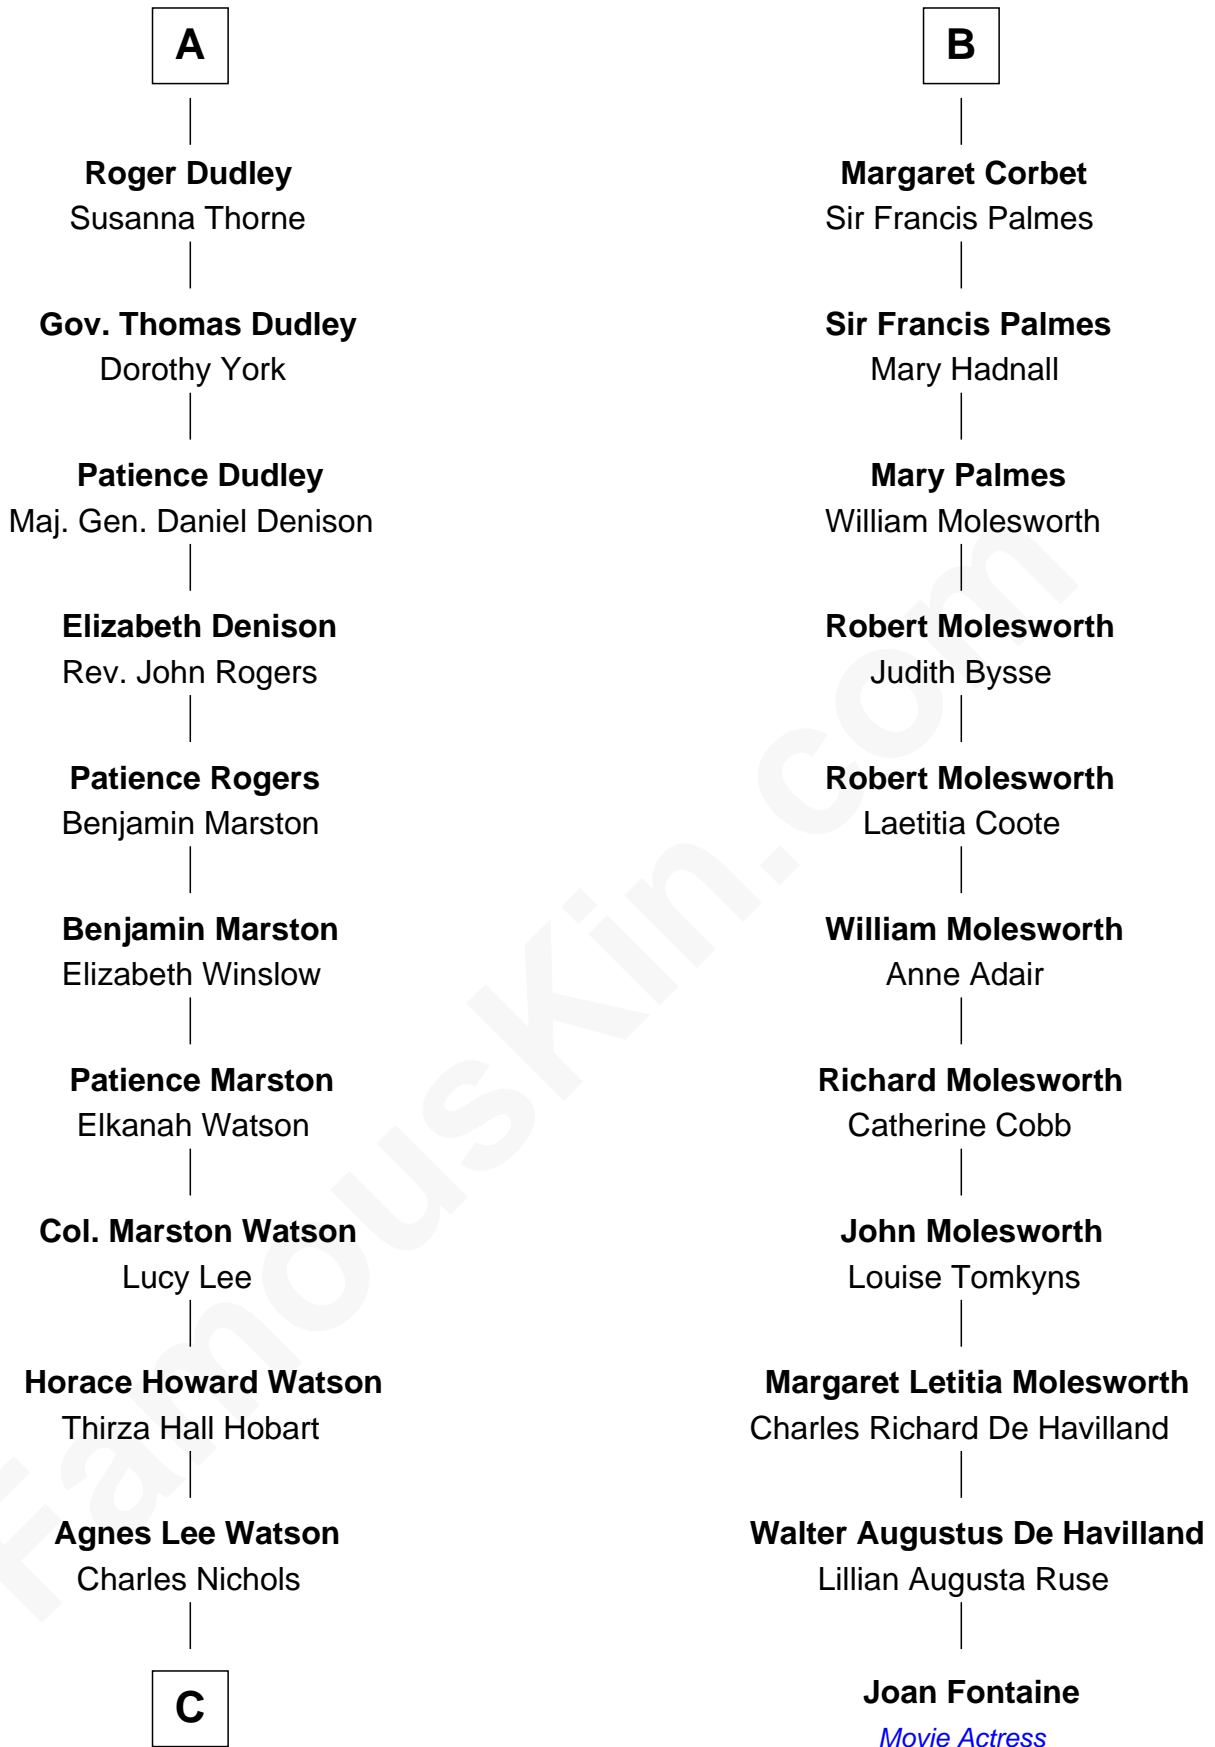 A
Roger Dudley
Susanna Thorne
Gov. Thomas Dudley
Dorothy York
Patience Dudley
Maj. Gen. Daniel Denison
Elizabeth Denison
Rev. John Rogers
Patience Rogers
Benjamin Marston
Benjamin Marston
Elizabeth Winslow
Patience Marston
Elkanah Watson
Col. Marston Watson
Lucy Lee
Horace Howard Watson
Thirza Hall Hobart
Agnes Lee Watson
Charles Nichols
C
B
Margaret Corbet
Sir Francis Palmes
Sir Francis Palmes
Mary Hadnall
Mary Palmes
William Molesworth
Robert Molesworth
Judith Bysse
Robert Molesworth
Laetitia Coote
William Molesworth
Anne Adair
Richard Molesworth
Catherine Cobb
John Molesworth
Louise Tomkyns
Margaret Letitia Molesworth
Charles Richard De Havilland
Walter Augustus De Havilland
Lillian Augusta Ruse
Joan Fontaine
Movie Actress
FamousKin.com